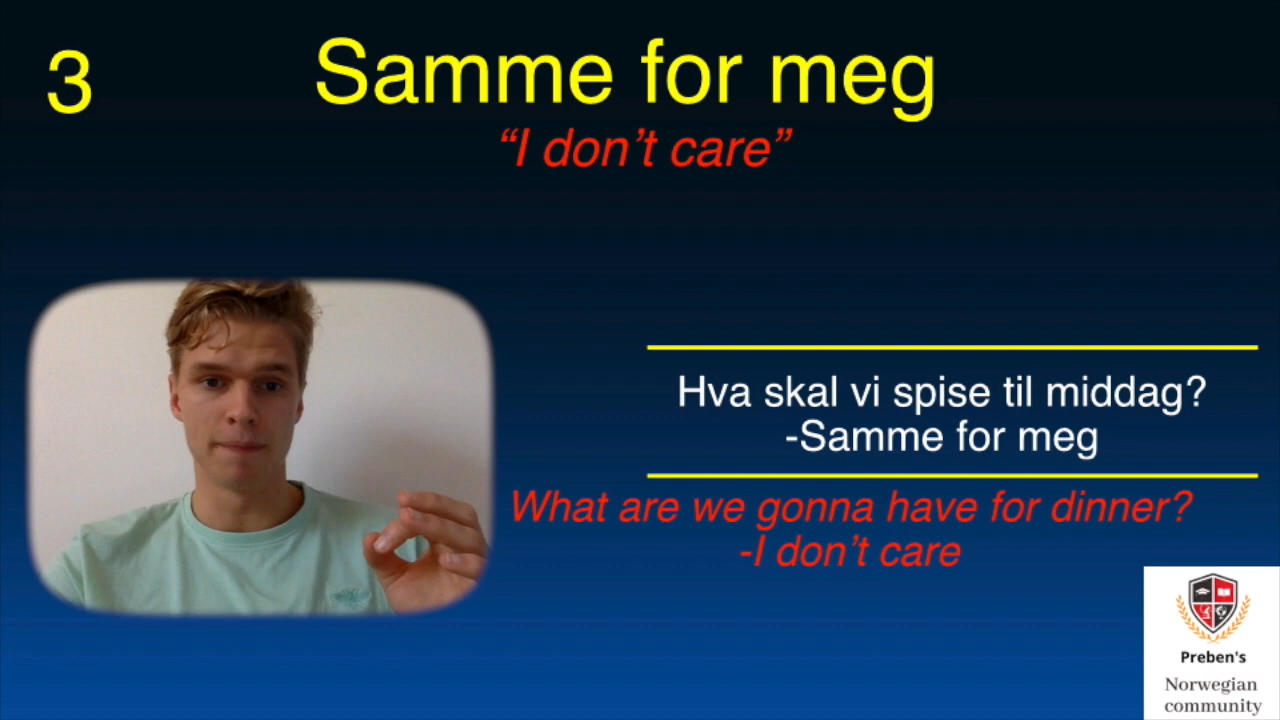 3
Samme for meg
“I don’t care”
Hva skal vi spise til middag?
-Samme for meg
What are we gonna have for dinner?
-I don’t care
Preben's
Norwegian
community